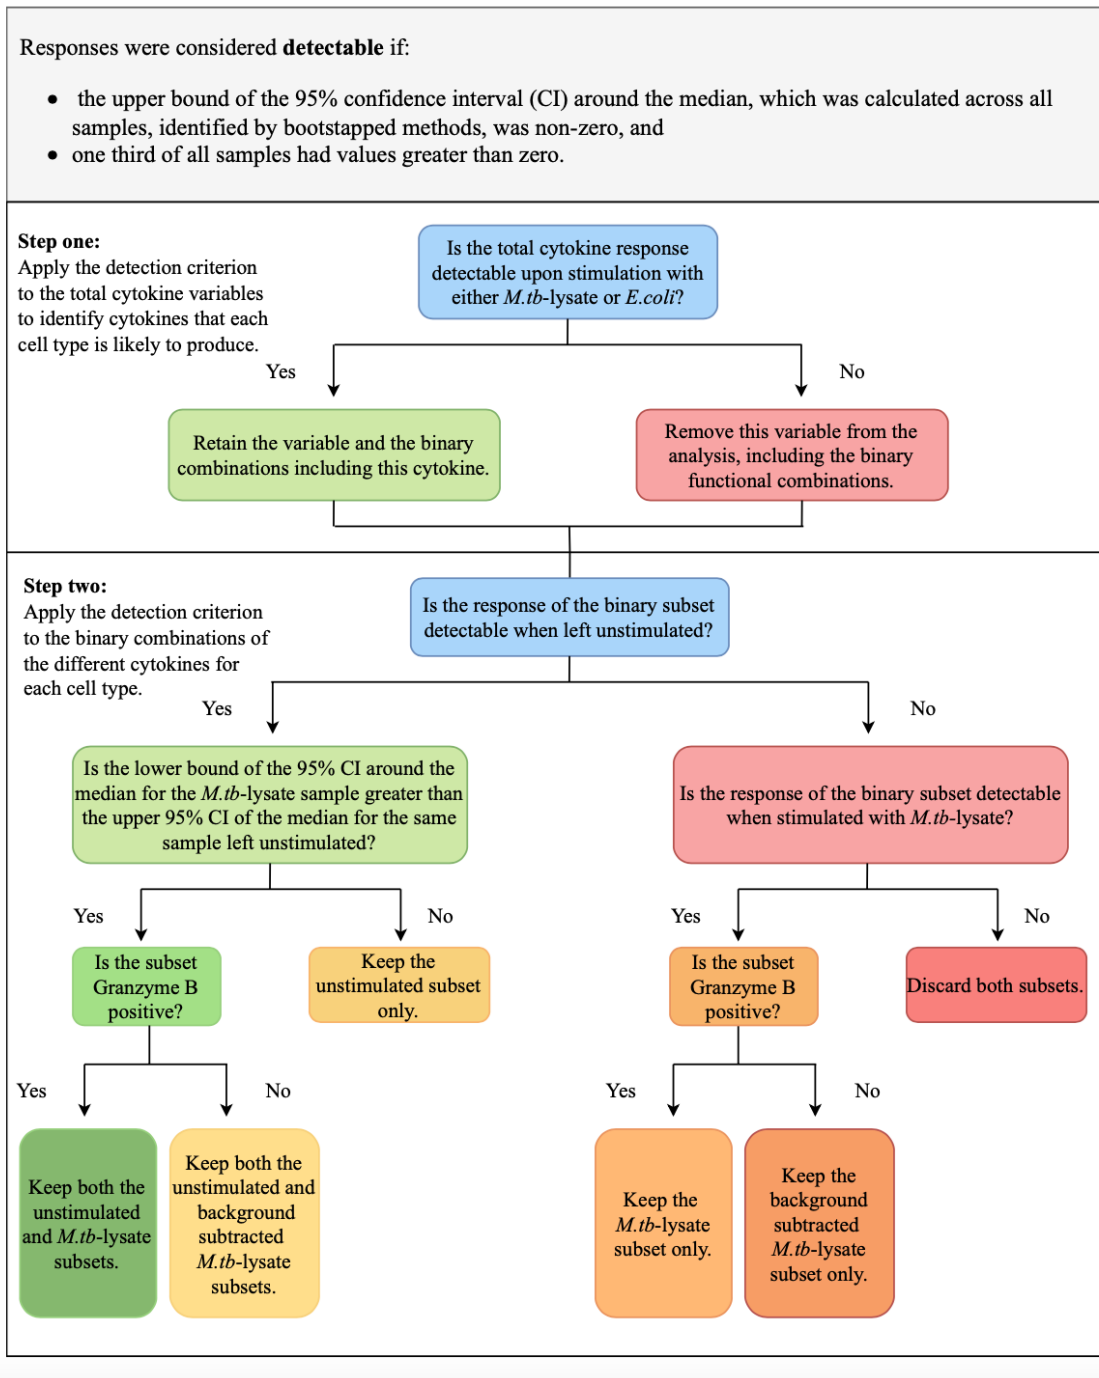 Responses were considered detectable if:
• the upper bound of the 95% confidence interval (CI) around the median, which was calculated across all
samples, identified by bootstapped methods, was non-zero, and
• one third of all samples had values greater than zero.
Step one:
Apply the detection criterion
to the total cytokine variables
to identify cytokines that each
cell type is likely to produce.
Is the total cytokine response
detectable upon stimulation with
either M.tb-lysate or E.coli?
Yes
No
Retain the variable and the binary
combinations including this cytokine.
Remove this variable from the
analysis, including the binary
functional combinations.
Step two:
Apply the detection criterion
to the binary combinations of
the different cytokines for
each cell type.
Is the response of the binary subset
detectable when left unstimulated?
Yes
No
Is the lower bound of the 95% CI around the
median for the M.tb-lysate sample greater than
the upper 95% CI of the median for the same
sample left unstimulated?
Is the response of the binary subset detectable
when stimulated with M.tb-lysate?
Yes
No
Yes
No
Is the subset
Granzyme B
positive?
Keep the
unstimulated subset
only.
Is the subset
Granzyme B
positive?
Discard both subsets.
Yes
No
Yes
No
Keep both the
unstimulated
and M.tb-lysate
subsets.
Keep both the
unstimulated and
background
subtracted
M.tb-lysate
subsets.
Keep the
M.tb-lysate
subset only.
Keep the
background
subtracted
M.tb-lysate
subset only.